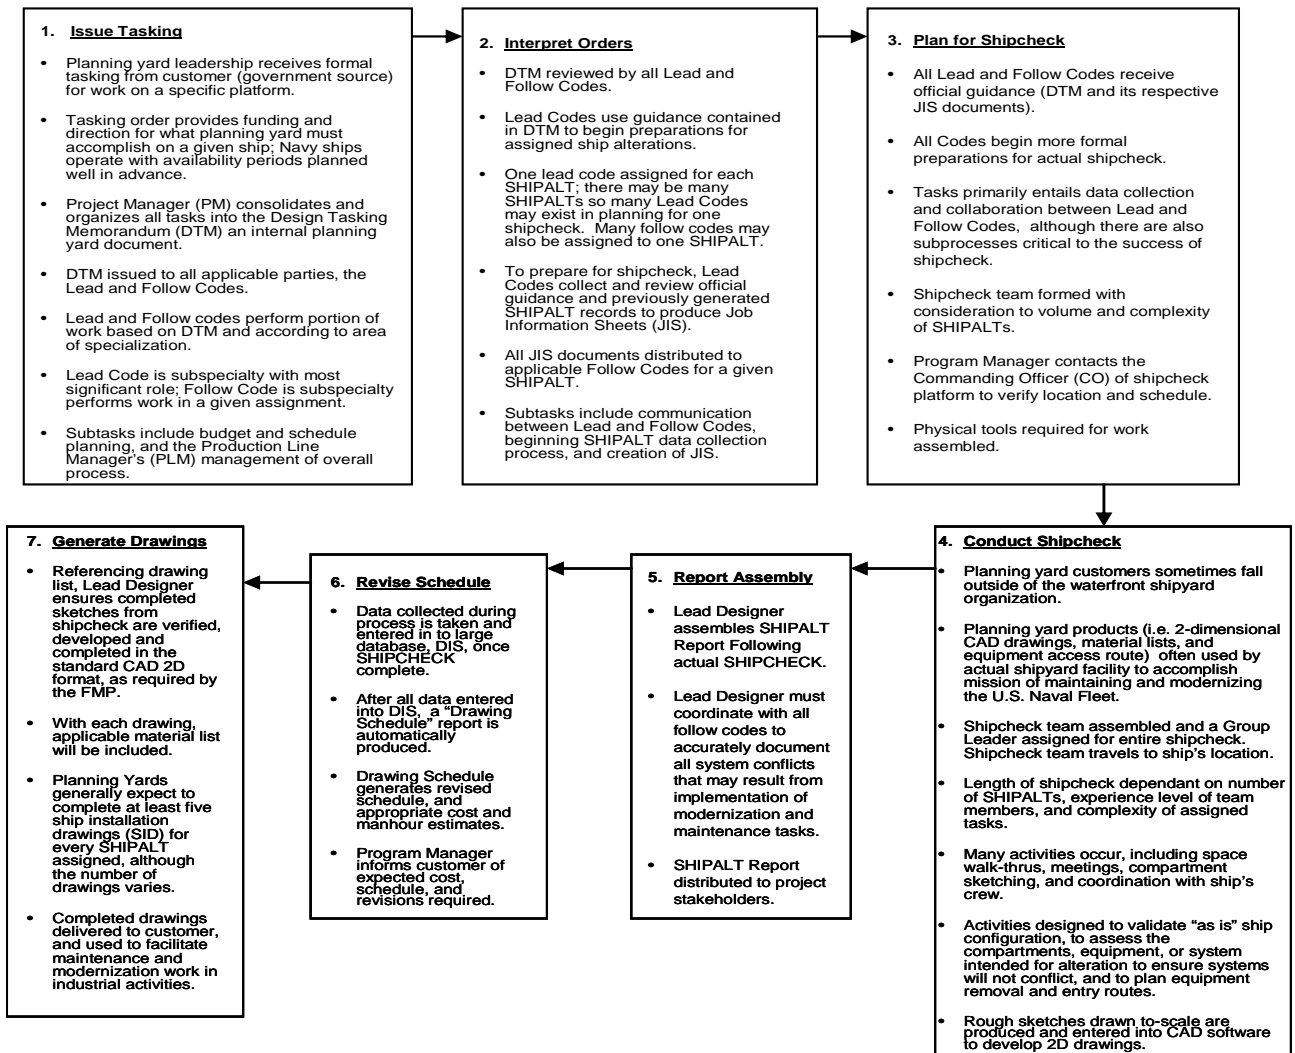 1. Issue Tasking
• Planning yard leadership receives formal
tasking from customer (government source)
for work on a specific platform.
• Tasking order provides funding and
direction for what planning yard must
accomplish on a given ship; Navy ships
operate with availability periods planned
well in advance.
• Project Manager (PM) consolidates and
organizes all tasks into the Design Tasking
Memorandum (DTM) an internal planning
yard document.
• DTM issued to all applicable parties, the
Lead and Follow Codes.
• Lead and Follow codes perform portion of
work based on DTM and according to area
of specialization.
• Lead Code is subspecialty with most
significant role; Follow Code is subspecialty
performs work in a given assignment.
• Subtasks include budget and schedule
planning, and the Production Line
Manager's (PLM) management of overall
process.
2. Interpret Orders
• DTM reviewed by all Lead and
Follow Codes.
• Lead Codes use guidance contained
in DTM to begin preparations for
assigned ship alterations.
• One lead code assigned for each
SHIPALT; there may be many
SHIPALTs so many Lead Codes
may exist in planning for one
shipcheck. Many follow codes may
also be assigned to one SHIPALT.
• To prepare for shipcheck, Lead
Codes collect and review official
guidance and previously generated
SHIPALT records to produce Job
Information Sheets (JIS).
• All JIS documents distributed to
applicable Follow Codes for a given
SHIPALT.
• Subtasks include communication
between Lead and Follow Codes,
beginning SHIPALT data collection
process, and creation of JIS.
3. Plan for Shipcheck
• All Lead and Follow Codes receive
official guidance (DTM and its respective
JIS documents).
• All Codes begin more formal
preparations for actual shipcheck.
• Tasks primarily entails data collection
and collaboration between Lead and
Follow Codes, although there are also
subprocesses critical to the success of
shipcheck.
• Shipcheck team formed with
consideration to volume and complexity
of SHIPALTs.
• Program Manager contacts the
Commanding Officer (CO) of shipcheck
platform to verify location and schedule.
• Physical tools required for work
assembled.
4. Conduct Shipcheck
• Planning yard customers sometimes fall
outside of the waterfront shipyard
organization.
• Planning yard products (i.e. 2-dimensional
CAD drawings, material lists, and
equipment access route) often used by
actual shipyard facility to accomplish
mission of maintaining and modernizing
the U.S. Naval Fleet.
• Shipcheck team assembled and a Group
Leader assigned for entire shipcheck.
Shipcheck team travels to ship's location.
• Length of shipcheck dependant on number
of SHIPALTs, experience level of team
members, and complexity of assigned
tasks.
• Many activities occur, including space
walk-thrus, meetings, compartment
sketching, and coordination with ship's
crew.
• Activities designed to validate "as is" ship
configuration, to assess the
compartments, equipment, or system
intended for alteration to ensure systems
will not conflict, and to plan equipment
removal and entry routes.
• Rough sketches drawn to-scale are
produced and entered into CAD software
to develop 2D drawings.
5. Report Assembly
• Lead Designer
assembles SHIPALT
Report Following
actual SHIPCHECK.
• Lead Designer must
coordinate with all
follow codes to
accurately document
all system conflicts
that may result from
implementation of
modernization and
maintenance tasks.
• SHIPALT Report
distributed to project
stakeholders.
6. Revise Schedule
• Data collected during
process is taken and
entered in to large
database, DIS, once
SHIPCHECK
complete.
• After all data entered
into DIS, a "Drawing
Schedule" report is
automatically
produced.
• Drawing Schedule
generates revised
schedule, and
appropriate cost and
manhour estimates.
• Program Manager
informs customer of
expected cost,
schedule, and
revisions required.
7. Generate Drawings
• Referencing drawing
list, Lead Designer
ensures completed
sketches from
shipcheck are verified,
developed and
completed in the
standard CAD 2D
format, as required by
the FMP.
• With each drawing,
applicable material list
will be included.
• Planning Yards
generally expect to
complete at least five
ship installation
drawings (SID) for
every SHIPALT
assigned, although
the number of
drawings varies.
• Completed drawings
delivered to customer,
and used to facilitate
maintenance and
modernization work in
industrial activities.